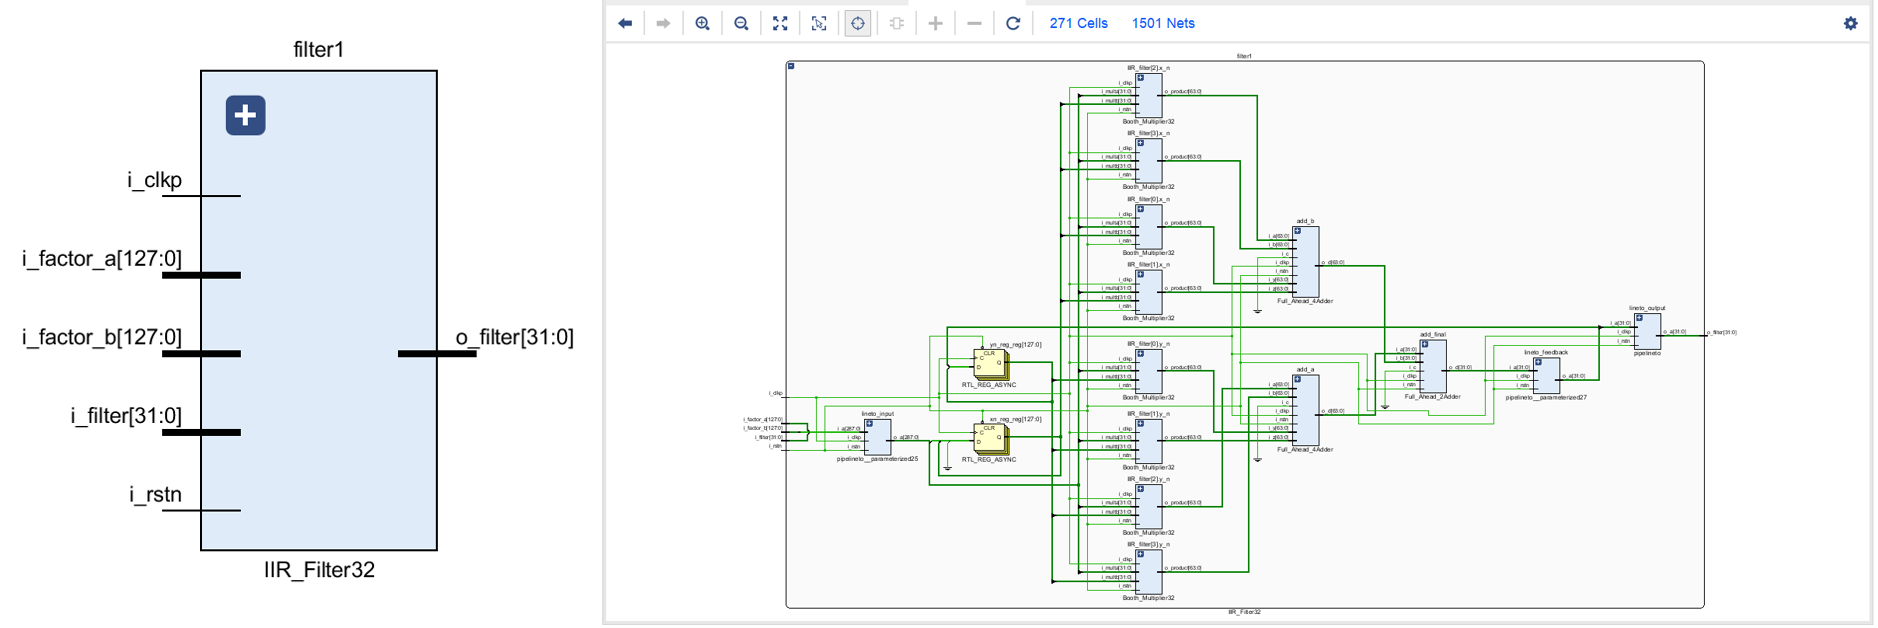 filter1
i_clkp
i_factor_a[127:0]
i_factor_b[127:0]
o_filter[31:0]
i_filter[31:0]
i_rstn
IIR_Filter32
271 Cells 1501 Nets
filter1
IIR_filter[2].x_n
i_clkp
i_multa[31:0]
i_multb[31:0]
i_rstn
o_product[63:0]
Booth_Multiplier32
IIR_filter[3].x_n
i_clkp
i_multa[31:0]
i_multb[31:0]
i_rstn
o_product[63:0]
Booth_Multiplier32
IIR_filter[0].x_n
i_clkp
i_multa[31:0]
i_multb[31:0]
i_rstn
o_product[63:0]
Booth_Multiplier32
IIR_filter[1].x_n
i_clkp
i_multa[31:0]
i_multb[31:0]
i_rstn
o_product[63:0]
Booth_Multiplier32
add_b
i_a[63:0]
i_b[63:0]
i_c
i_clkp
i_rstn
i_y[63:0]
i_z[63:0]
o_d[63:0]
Full_Ahead_4Adder
IIR_filter[0].y_n
i_clkp
i_multa[31:0]
i_multb[31:0]
i_rstn
o_product[63:0]
Booth_Multiplier32
IIR_filter[1].y_n
i_clkp
i_multa[31:0]
i_multb[31:0]
i_rstn
o_product[63:0]
Booth_Multiplier32
IIR_filter[2].y_n
i_clkp
i_multa[31:0]
i_multb[31:0]
i_rstn
o_product[63:0]
Booth_Multiplier32
IIR_filter[3].y_n
i_clkp
i_multa[31:0]
i_multb[31:0]
i_rstn
o_product[63:0]
Booth_Multiplier32
add_a
i_a[63:0]
i_b[63:0]
i_c
i_clkp
i_rstn
i_y[63:0]
i_z[63:0]
o_d[63:0]
Full_Ahead_4Adder
yn_reg_reg[127:0]
CLR
C
D
Q
RTL_REG_ASYNC
xn_reg_reg[127:0]
CLR
C
D
Q
RTL_REG_ASYNC
i_clkp
i_factor_a[127:0]
i_factor_b[127:0]
i_filter[31:0]
i_rstn
lineto_input
i_a[287:0]
i_clkp
i_rstn
o_a[287:0]
pipelineto__parameterized25
add_final
i_a[31:0]
i_b[31:0]
i_c
i_clkp
i_rstn
o_d[31:0]
Full_Ahead_2Adder
lineto_feedback
i_a[31:0]
i_clkp
i_rstn
o_a[31:0]
pipelineto__parameterized27
lineto_output
i_a[31:0]
i_clkp
i_rstn
o_a[31:0]
pipelineto
o_filter[31:0]
IIR_Filter32